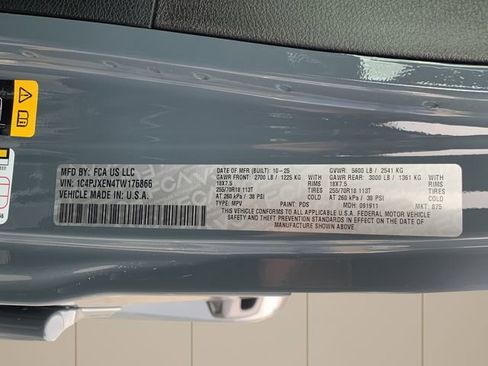 MFD. BY: FCA US LLC
VIN: 1C4PJXEN4TW176866
VEHICLE MADE IN U.S.A.
DATE OF MFR (BUILT): 10-25 GVWR: 5600 LB / 2541 KG
GAWR FRONT: 2700 LB / 1225 KG WITH GAWR REAR: 3000 LB / 1361 KG WITH
18X7.5 RIMS 18X7.5 RIMS
255/70R18 113T TIRES 255/70R18 113T TIRES
AT 260 kPa / 38 PSI COLD AT 260 kPa / 38 PSI COLD
TYPE: MPV PAINT: PDS MDH: 091911 MKT: 875
THIS VEHICLE CONFORMS TO ALL APPLICABLE U.S.A. FEDERAL MOTOR VEHICLE
SAFETY AND THEFT PREVENTION STANDARDS IN EFFECT ON THE DATE OF
MANUFACTURE SHOWN ABOVE